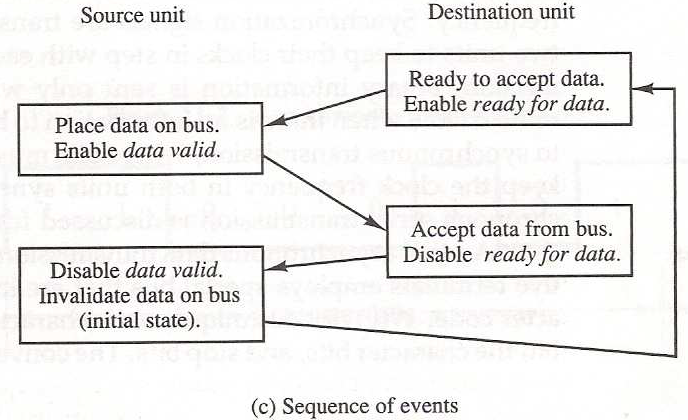 Source unit
Destination unit
Ready to accept data.
Enable ready for data.
Place data on bus.
Enable data valid.
Accept data from bus.
Disable ready for data.
Disable data valid.
Invalidate data on bus
(initial state).
(c) Sequence of events